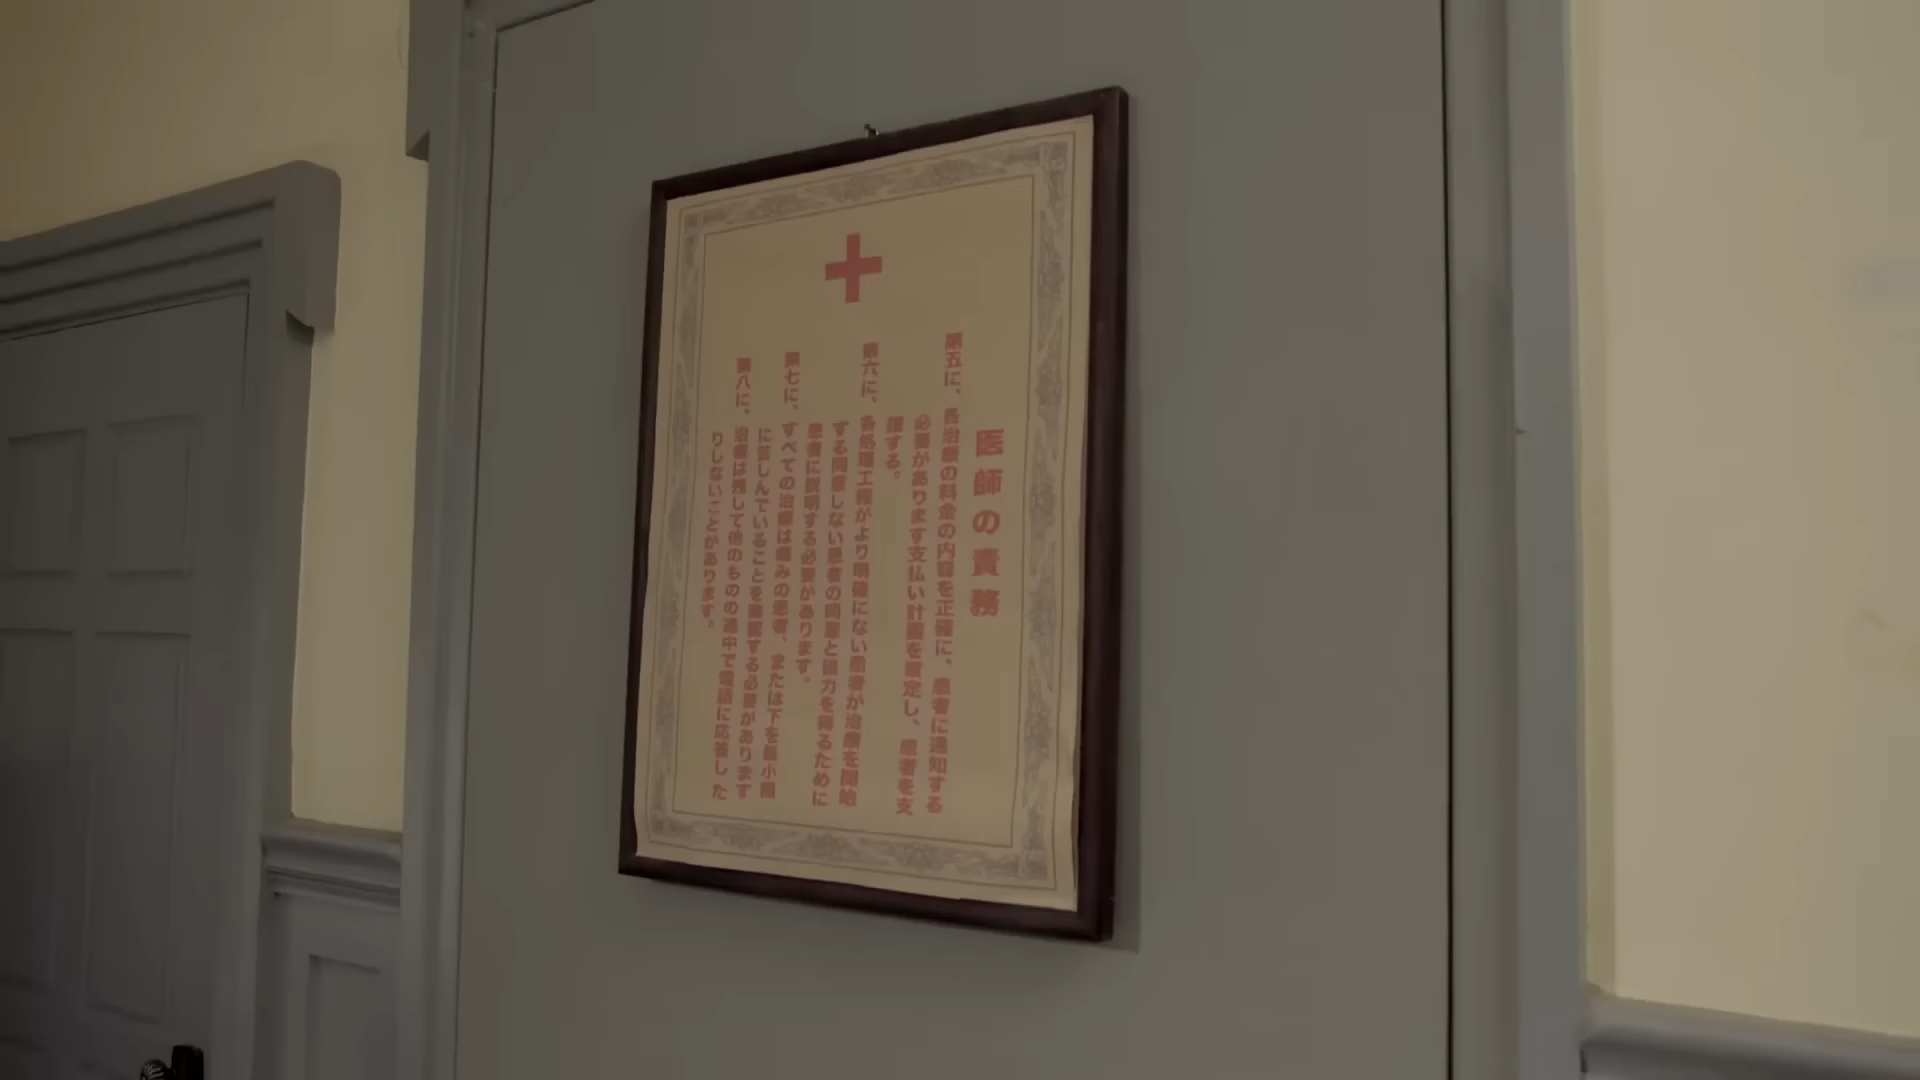 医師の責務
第五に、各治療の料金の内容を正確に、患者に通知する
必要があります支払い計画を策定し、患者を支
援する。
第六に、各処理工程がより明確にない患者が治療を開始
する同意しない患者の同意と協力を得るために
患者に説明する必要があります。
第七に、すべての治療は痛みの患者、または下を最小限
に苦しんでいることを確認する必要があります
第八に、治療は残して他のものの途中で電話に応答した
りしないことがあります。